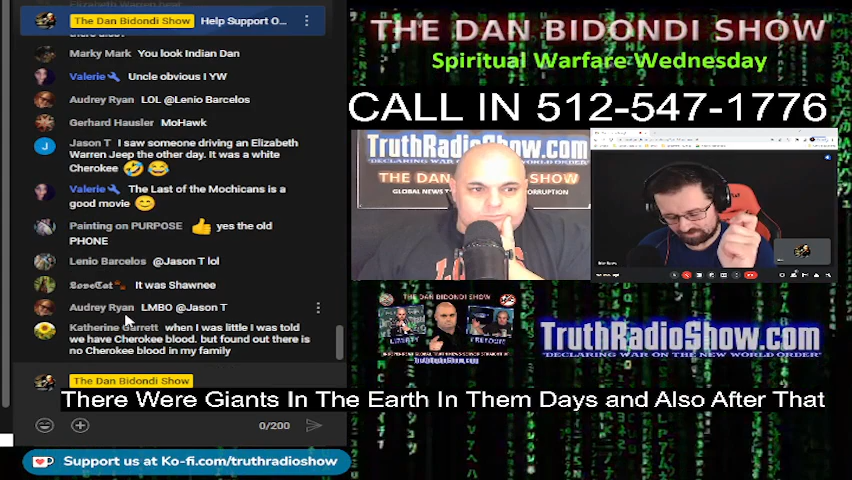 The Dan Bidondi Show Help Support O...
Marky Mark You look Indian Dan
Valerie Uncle obvious I YW
Audrey Ryan LOL @Lenio Barcelos
Gerhard Hausler MoHawk
Jason T I saw someone driving an Elizabeth
Warren Jeep the other day. It was a white
Cherokee 🤣 😂
Valerie The Last of the Mochicans is a
good movie 😊
Painting on PURPOSE 👍 yes the old
PHONE
Lenio Barcelos @Jason T lol
It was Shawnee
Audrey Ryan LMBO @Jason T
Katherine Garrett when I was little I was told
we have Cherokee blood. but found out there is
no Cherokee blood in my family
The Dan Bidondi Show
0/200
Support us at Ko-fi.com/truthradioshow
THE DAN BIDONDI SHOW
Spiritual Warfare Wednesday
CALL IN 512-547-1776
TruthRadioShow.com
"DECLARING WAR ON THE NEW WORLD ORDER"
THE DAN
SHOW
GLOBAL NEWS
CORRUPTION
THE DAN BIDONDI SHOW
LIBERTY
TruthRadioShow.com
TruthRadioShow.com
"DECLARING WAR ON THE NEW WORLD ORDER"
There Were Giants In The Earth In Them Days and Also After That